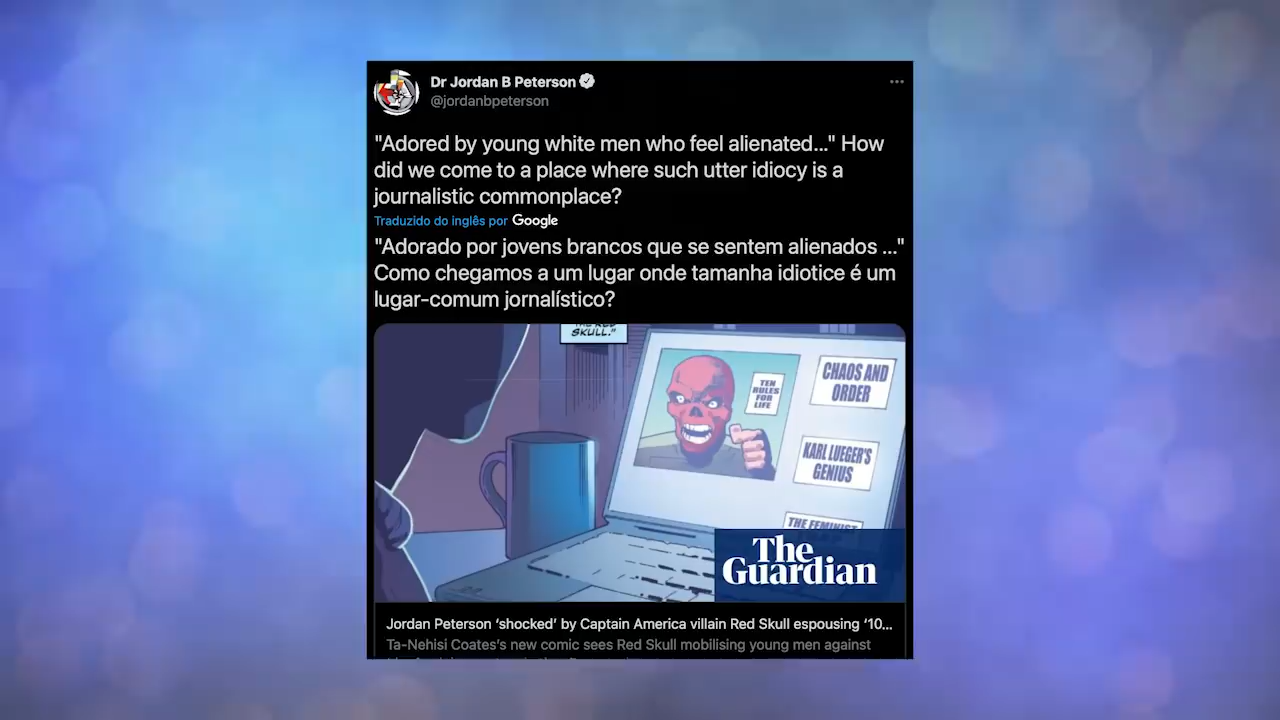 Dr Jordan B Peterson
@jordanbpeterson
"Adored by young white men who feel alienated..." How
did we come to a place where such utter idiocy is a
journalistic commonplace?
Traduzido do inglês por Google
"Adorado por jovens brancos que se sentem alienados ..."
Como chegamos a um lugar onde tamanha idiotice é um
lugar-comum jornalístico?
SKULL."
TEN
RULES
FOR
LIFE
CHAOS AND
ORDER
KARL LUEGER'S
GENIUS
THE FEMINIST
The
Guardian
Jordan Peterson ‘shocked’ by Captain America villain Red Skull espousing ‘10...
Ta-Nehisi Coates’s new comic sees Red Skull mobilising young men against